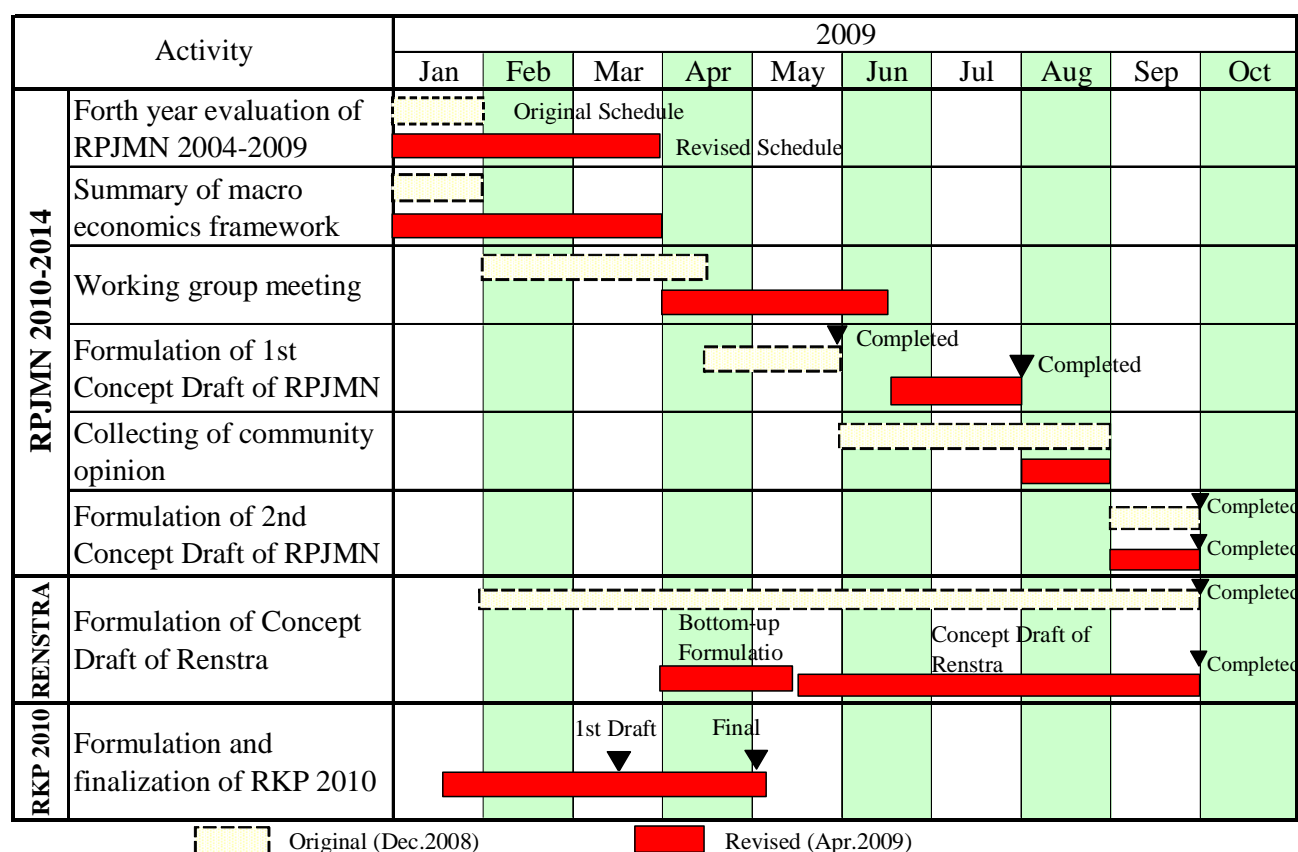 Activity
2009
Jan Feb Mar Apr May Jun Jul Aug Sep Oct
RPJMN 2010-2014
Forth year evaluation of
RPJMN 2004-2009
Original Schedule
Revised Schedule
Summary of macro
economics framework
Working group meeting
Formulation of 1st
Concept Draft of RPJMN
Completed
Completed
Collecting of community
opinion
Formulation of 2nd
Concept Draft of RPJMN
Completed
Completed
RENSTRA
Formulation of Concept
Draft of Renstra
Completed
Bottom-up
Formulatio
Concept Draft of
Renstra
Completed
RKP 2010
Formulation and
finalization of RKP 2010
1st Draft
Final
Original (Dec.2008)
Revised (Apr.2009)